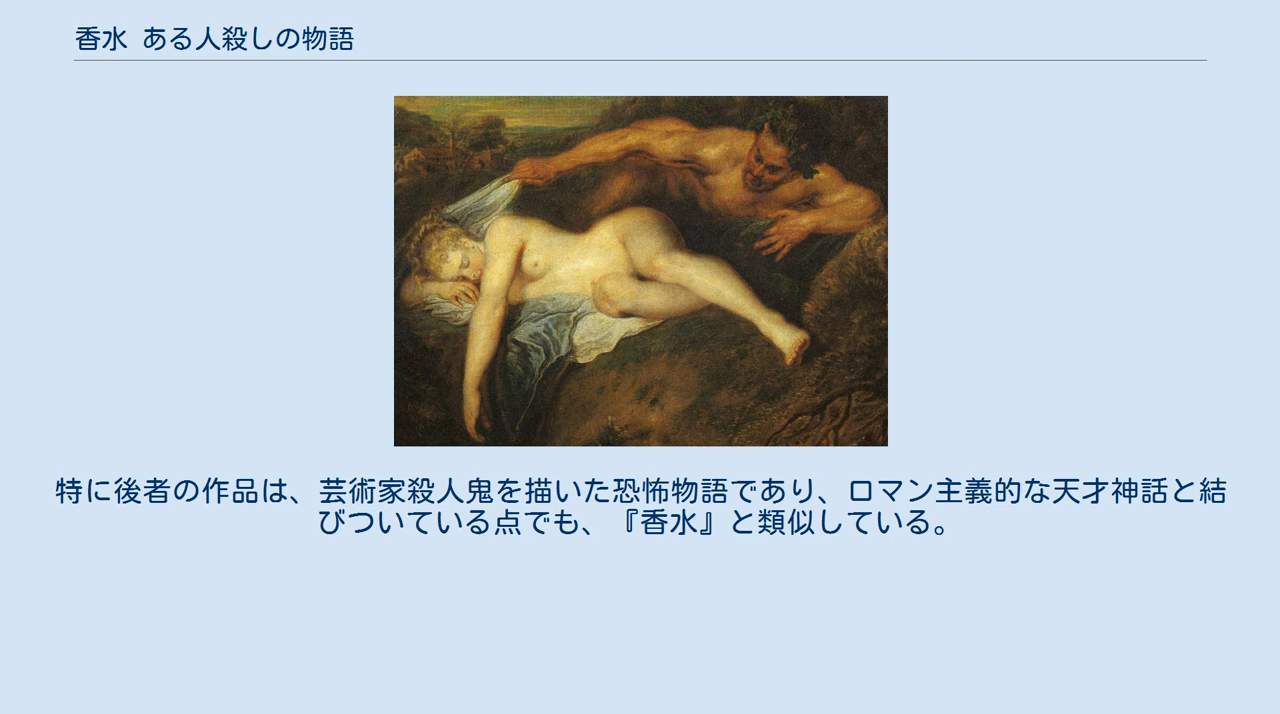 香水 ある人殺しの物語
特に後者の作品は、芸術家殺人鬼を描いた恐怖物語であり、ロマン主義的な天才神話と結
びついている点でも、『香水』と類似している。